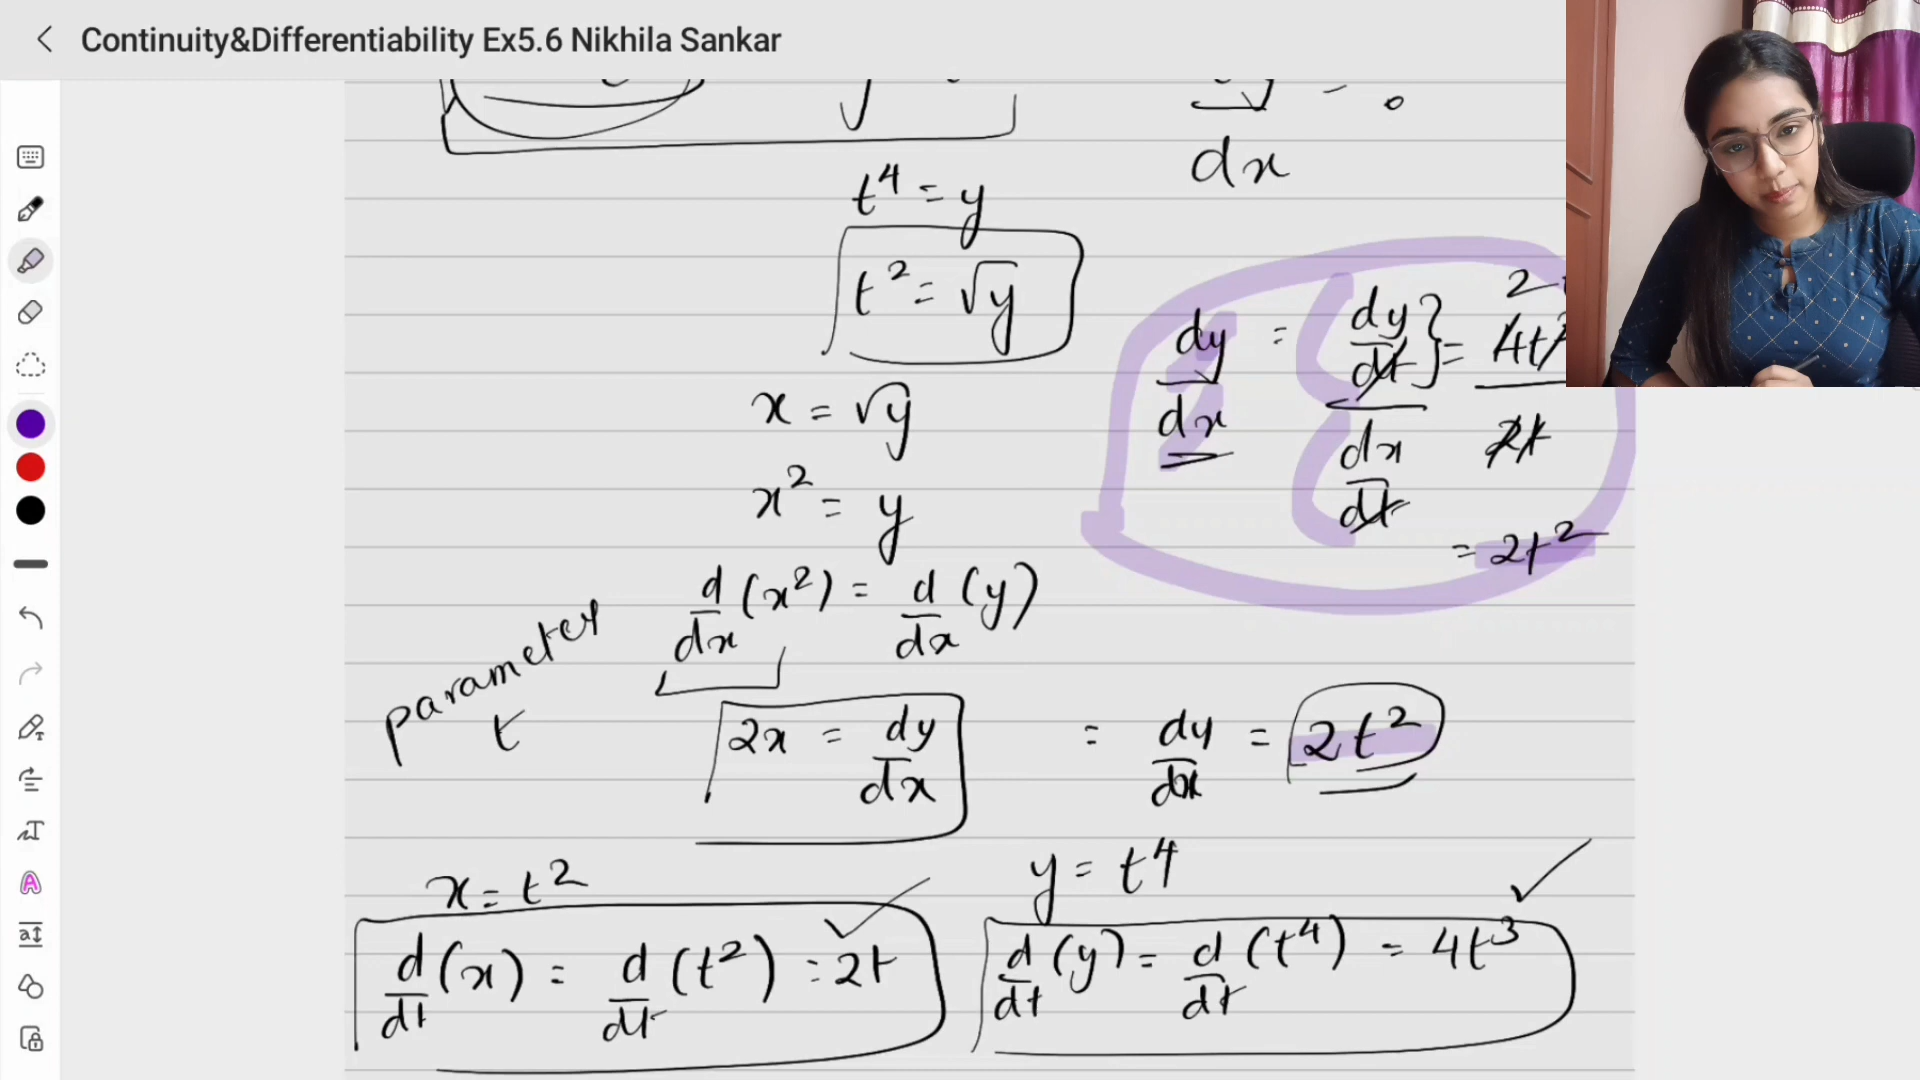 Continuity&Differentiability Ex5.6 Nikhila Sankar
dx
t⁴ = y
t² = √y
x = √y
x² = y
d/dx (x²) = d/dx (y)
parameter
t
2x = dy/dx
dy/dx = dy/dt / dx/dt = 4t / 2t
= 2t²
= dy/dx = 2t²
x = t²
d/dt (x) = d/dt (t²) = 2t
y = t⁴
d/dt (y) = d/dt (t⁴) = 4t³